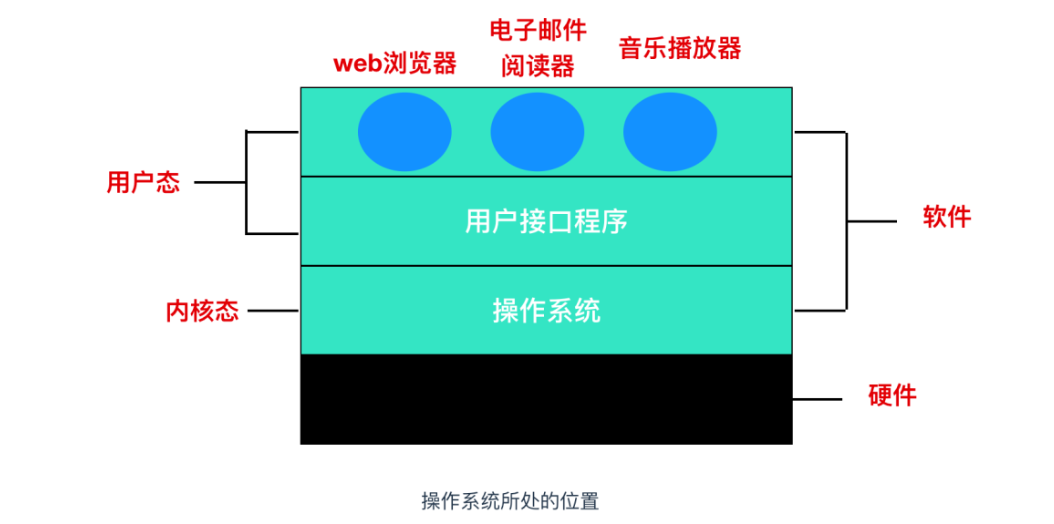 web浏览器
电子邮件
阅读器
音乐播放器
用户态
用户接口程序
软件
内核态
操作系统
硬件
操作系统所处的位置